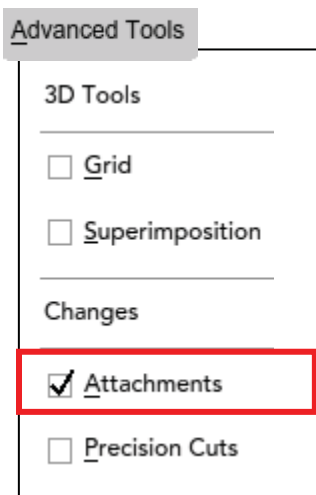 Advanced Tools
3D Tools
Grid
Superimposition
Changes
Attachments
Precision Cuts